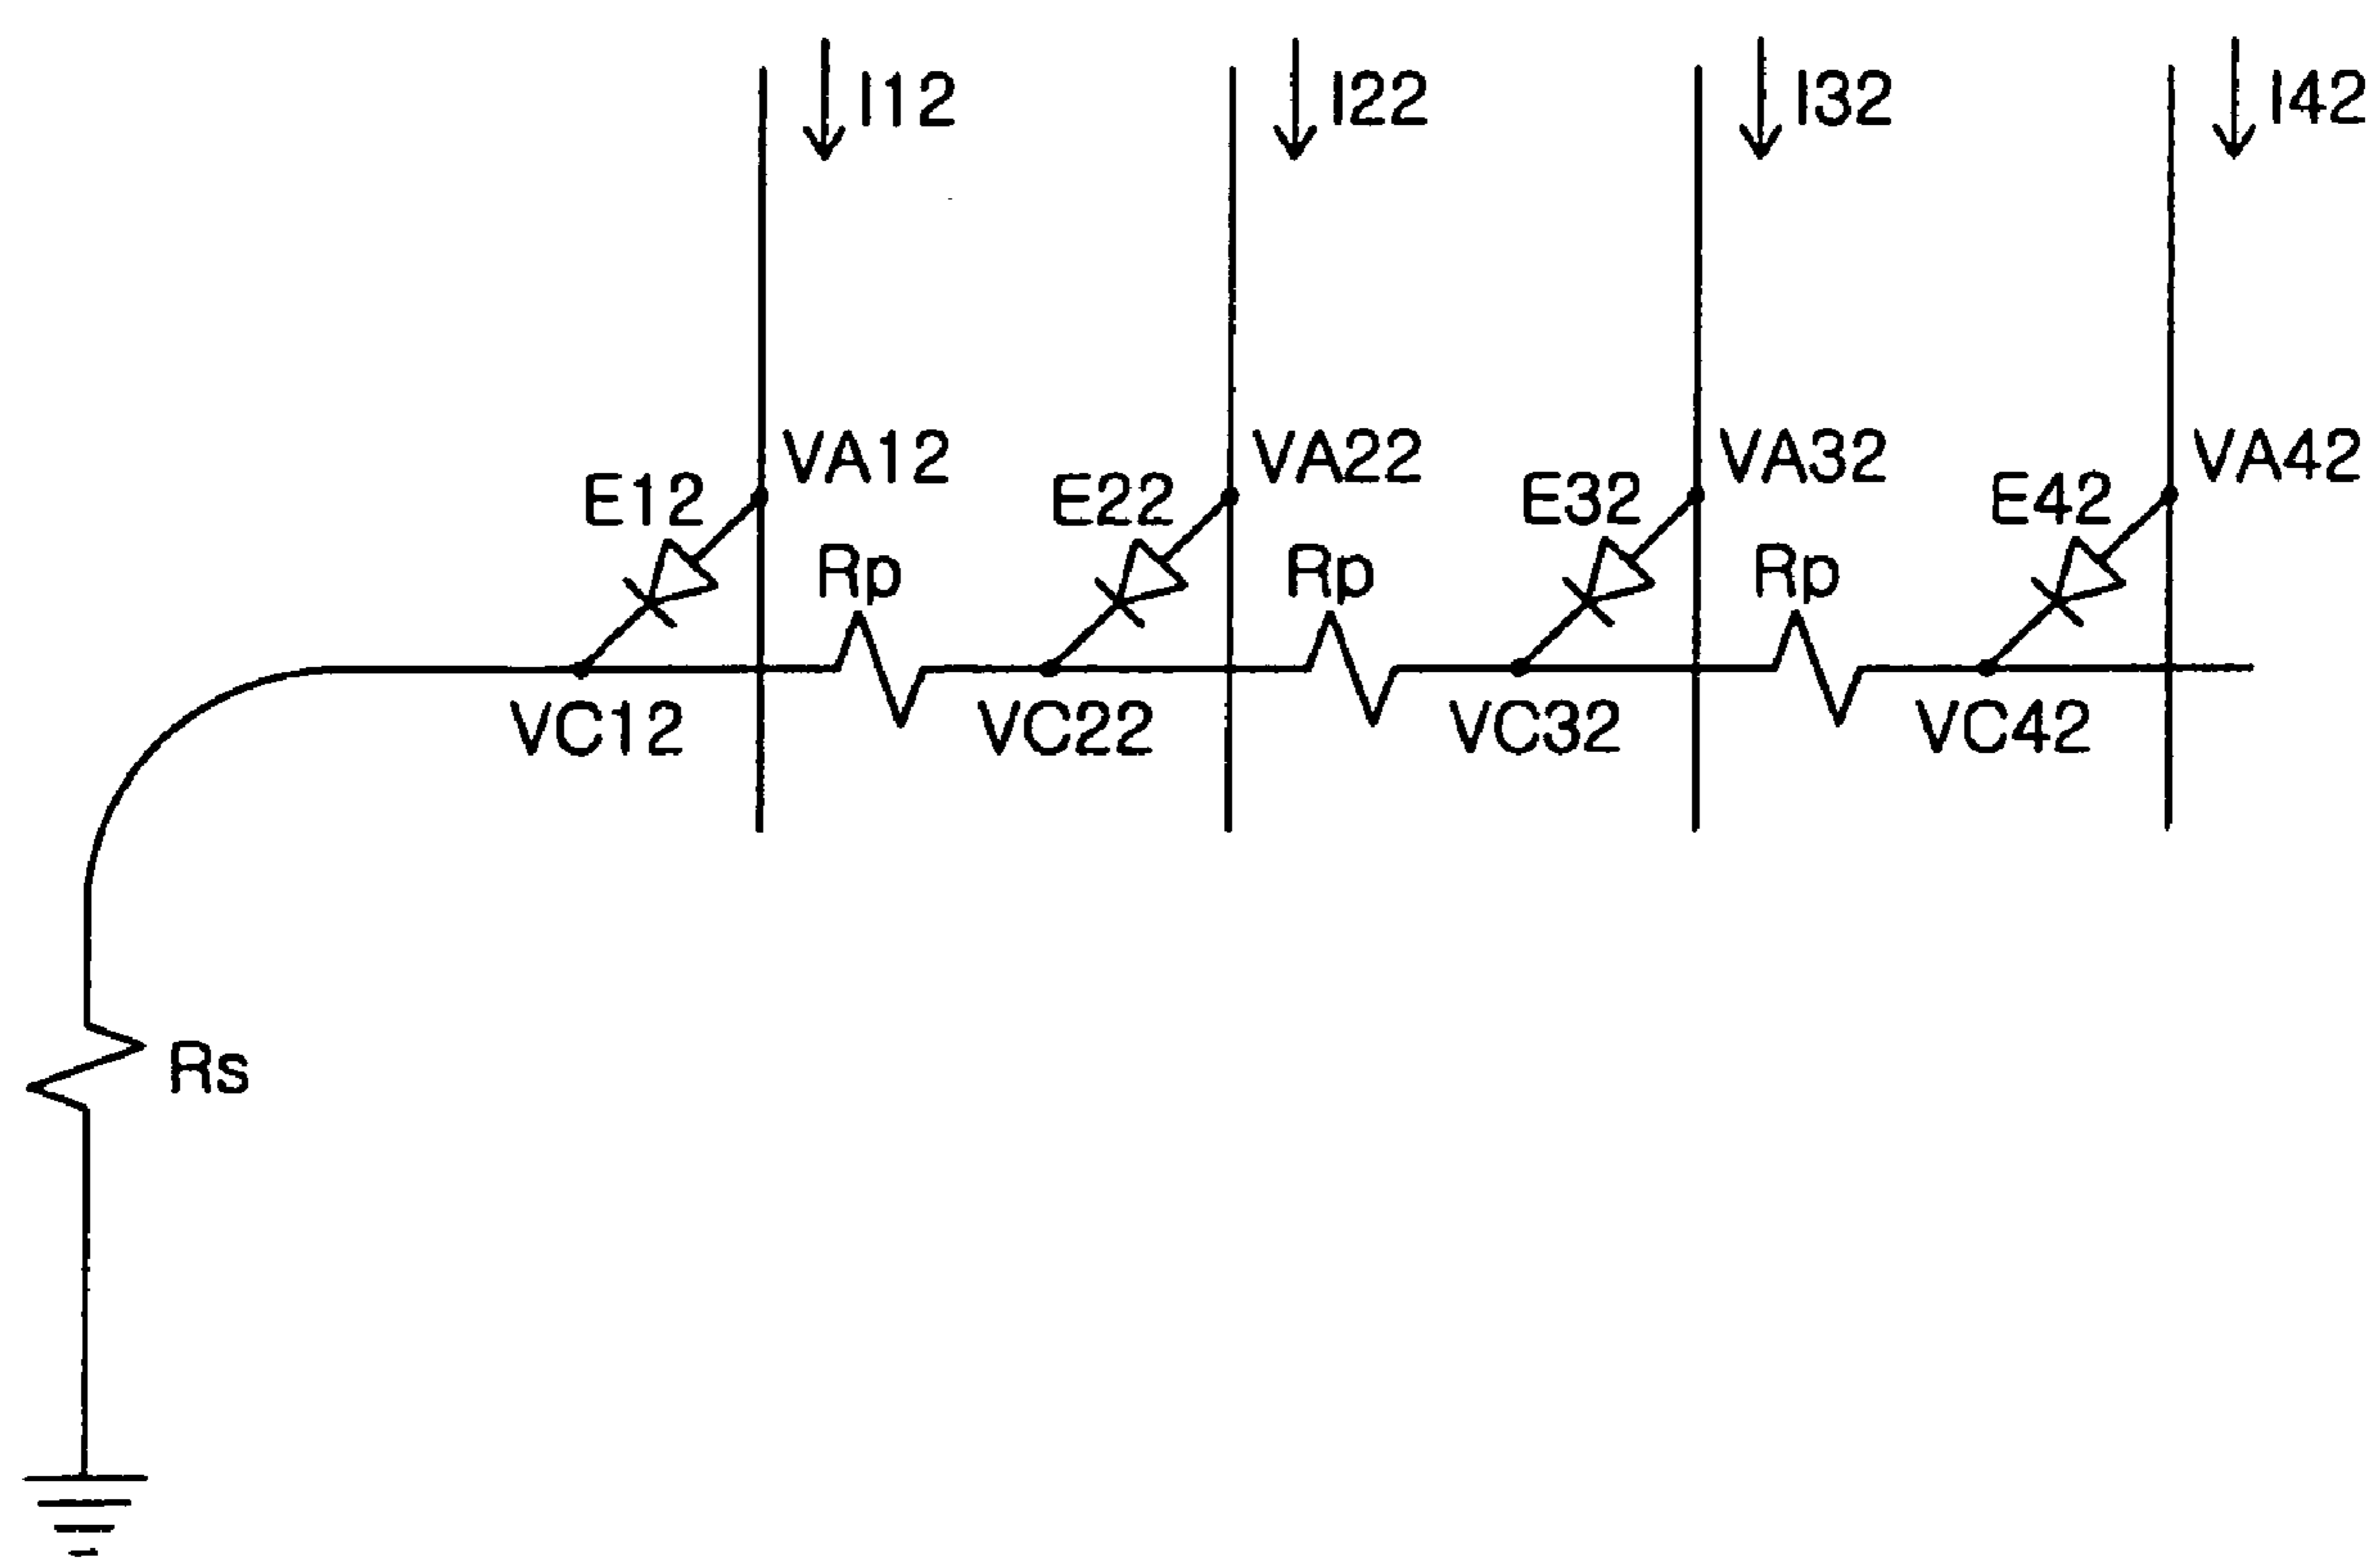 I12 I22 I32 I42
VA12 VA22 VA32 VA42
E12 E22 E32 E42
Rp Rp Rp
VC12 VC22 VC32 VC42
Rs